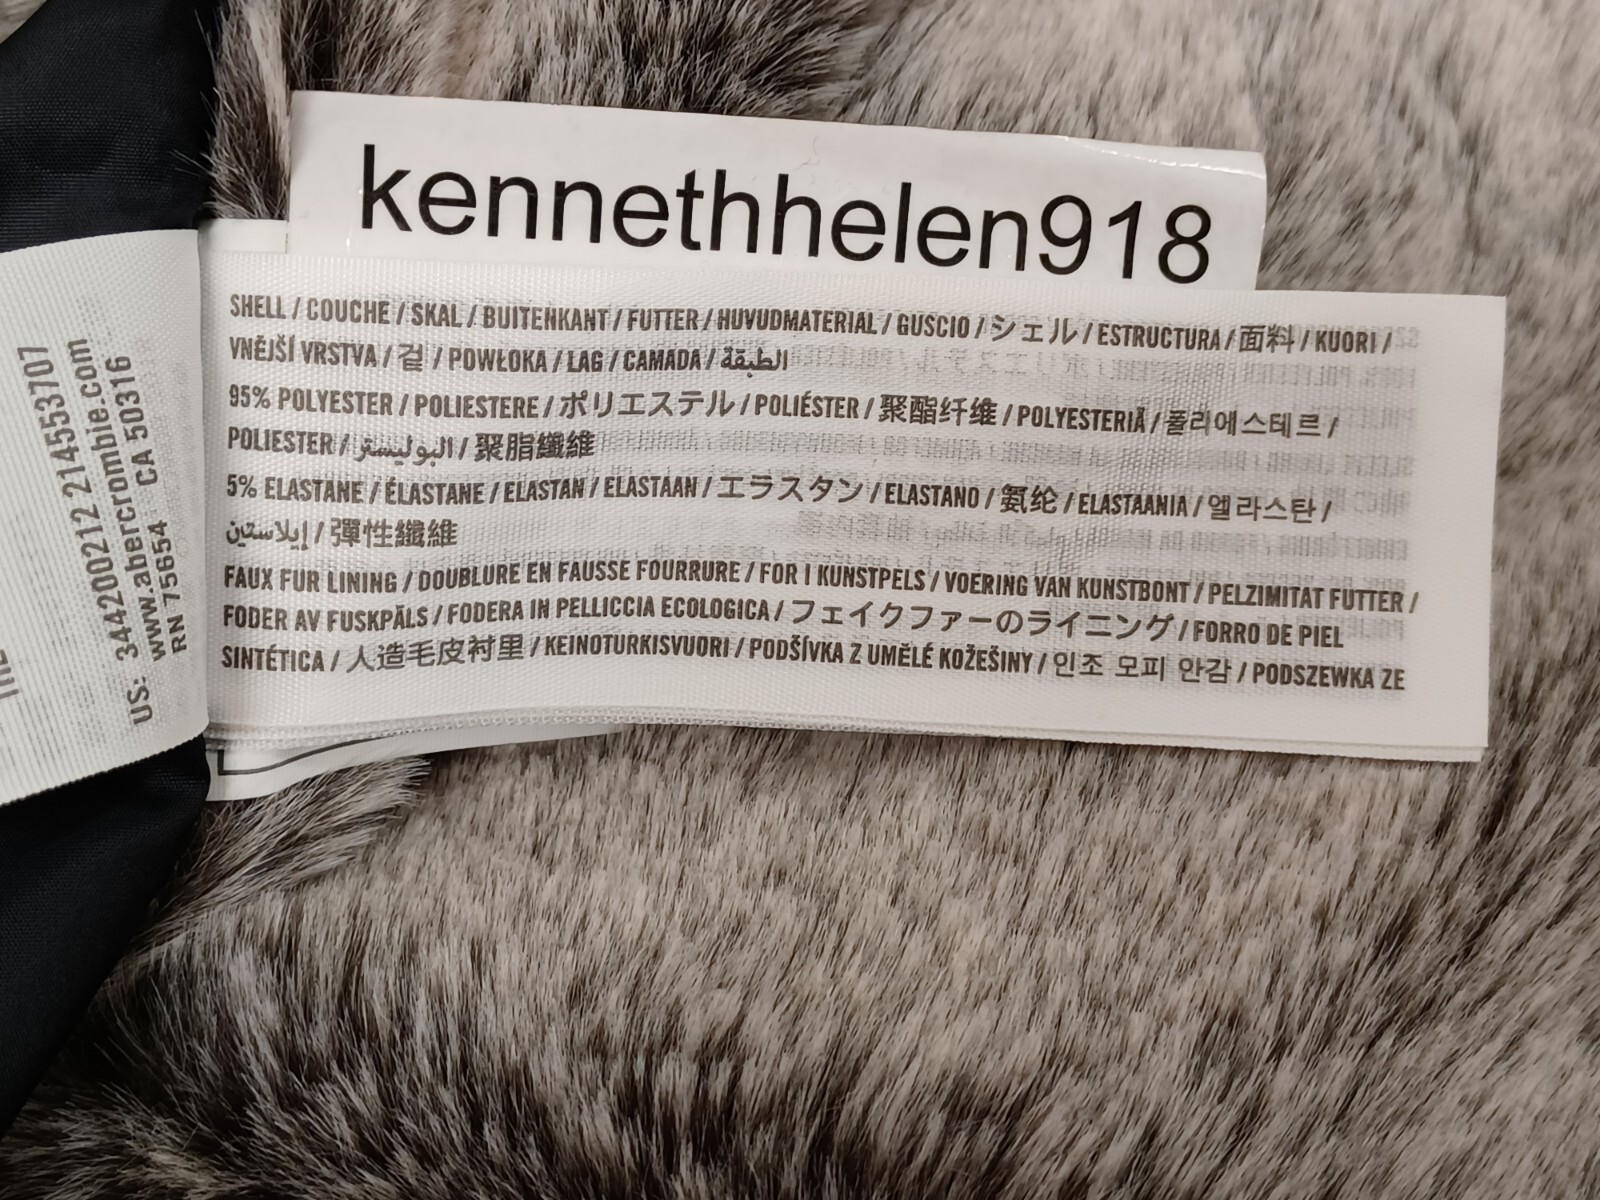 kennethhelen918
SHELL / COUCHE / SKAL / BUITENKANT / FUTTER / HUVUDMATERIAL / GUSCIO / シェル / ESTRUCTURA / 面料 / KUORI /
VNĚJŠÍ VRSTVA / 겉 / POWŁOKA / LAG / CAMADA / الطبقة
95% POLYESTER / POLIESTERE / ポリエステル / POLIÉSTER / 聚酯纤维 / POLYESTERIÄ / 폴리에스테르 /
POLIESTER / البوليستر / 聚脂纖維
5% ELASTANE / ÉLASTANE / ELASTAN / ELASTAAN / エラスタン / ELASTANO / 氨纶 / ELASTAANIA / 엘라스탄 /
إيلاستين / 彈性纖維
FAUX FUR LINING / DOUBLURE EN FAUSSE FOURRURE / FOR I KUNSTPELS / VOERING VAN KUNSTBONT / PELZIMITAT FUTTER /
FODER AV FUSKPÄLS / FODERA IN PELLICCIA ECOLOGICA / フェイクファーのライニング / FORRO DE PIEL
SINTÉTICA / 人造毛皮衬里 / KEINOTURKISVUORI / PODŠÍVKA Z UMĚLÉ KOŽEŠINY / 인조 모피 안감 / PODSZEWKA ZE
US: 344200212 214553707
www.abercrombie.com
RN 75654 CA 50316